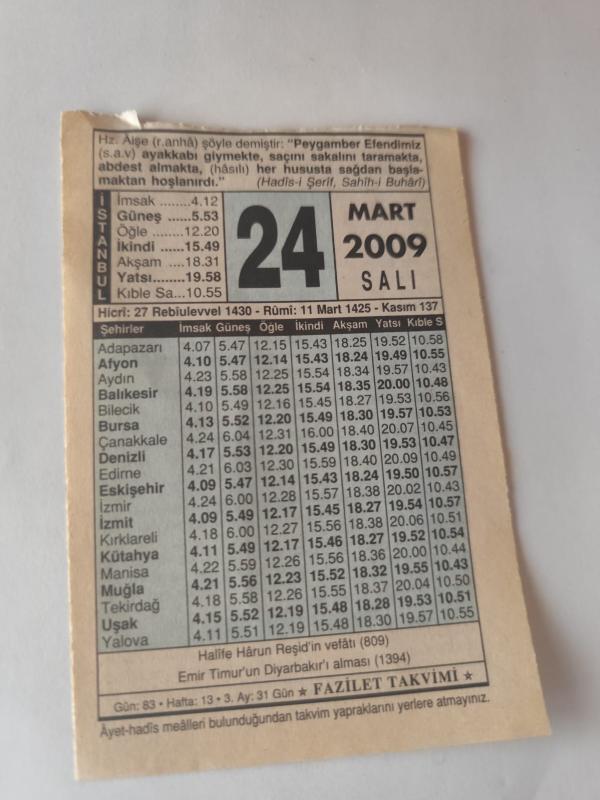 Hz. Âişe (r.anhâ) şöyle demiştir: "Peygamber Efendimiz
(s.a.v) ayakkabı giymekte, saçını sakalını taramakta,
abdest almakta, (hâsılı) her hususta sağdan başla-
maktan hoşlanırdı." (Hadîs-i Şerîf, Sahîh-i Buhârî)
İSTANBUL
İmsak ........4.12
Güneş ......5.53
Öğle .......12.20
İkindi .......15.49
Akşam ....18.31
Yatsı........19.58
Kıble Sa...10.55
24
MART
2009
SALI
Hicrî: 27 Rebîulevvel 1430 - Rûmî: 11 Mart 1425 - Kasım 137
Şehirler İmsak Güneş Öğle İkindi Akşam Yatsı Kıble S
Adapazarı 4.07 5.47 12.15 15.43 18.25 19.52 10.58
Afyon 4.10 5.47 12.14 15.43 18.24 19.49 10.55
Aydın 4.23 5.58 12.25 15.54 18.34 19.57 10.43
Balıkesir 4.19 5.58 12.25 15.54 18.35 20.00 10.48
Bilecik 4.10 5.49 12.16 15.45 18.27 19.53 10.56
Bursa 4.13 5.52 12.20 15.49 18.30 19.57 10.53
Çanakkale 4.24 6.04 12.31 16.00 18.40 20.07 10.45
Denizli 4.17 5.53 12.20 15.49 18.30 19.53 10.47
Edirne 4.21 6.03 12.30 15.59 18.40 20.09 10.49
Eskişehir 4.09 5.47 12.14 15.43 18.24 19.50 10.57
İzmir 4.24 6.00 12.28 15.57 18.38 20.02 10.43
İzmit 4.09 5.49 12.17 15.45 18.27 19.54 10.57
Kırklareli 4.18 6.00 12.27 15.56 18.38 20.06 10.51
Kütahya 4.11 5.49 12.17 15.46 18.27 19.52 10.54
Manisa 4.22 5.59 12.26 15.56 18.36 20.00 10.44
Muğla 4.21 5.56 12.23 15.52 18.32 19.55 10.43
Tekirdağ 4.18 5.58 12.26 15.55 18.37 20.04 10.50
Uşak 4.15 5.52 12.19 15.48 18.28 19.53 10.51
Yalova 4.11 5.51 12.19 15.48 18.30 19.57 10.55
Halîfe Hârun Reşid'in vefâtı (809)
Emir Timur'un Diyarbakır'ı alması (1394)
Gün: 83 • Hafta: 13 • 3. Ay: 31 Gün ★ FAZİLET TAKVİMİ ★
Âyet-hadîs meâlleri bulunduğundan takvim yapraklarını yerlere atmayınız.